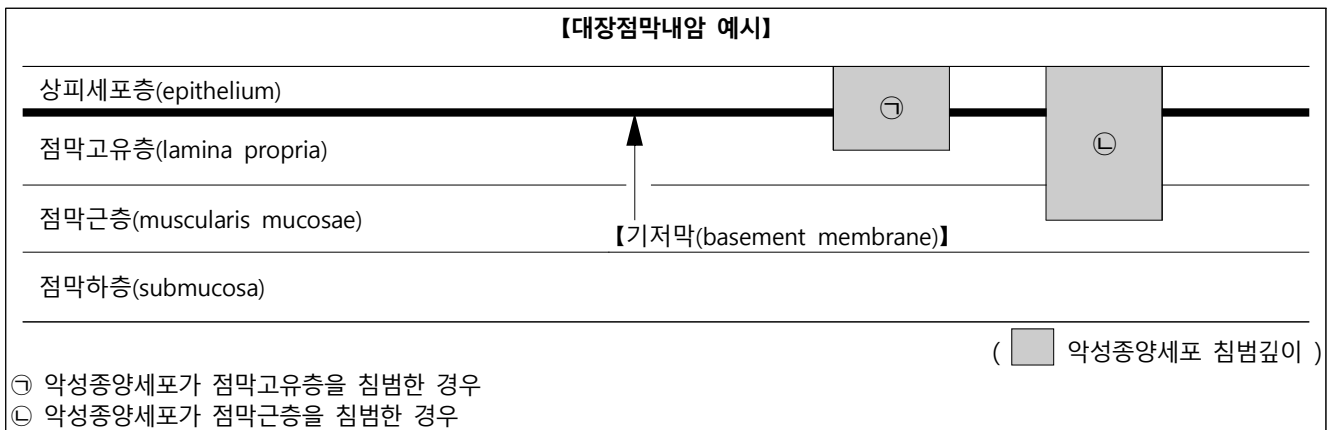 【대장점막내암 예시】
상피세포층(epithelium)
㉠
점막고유층(lamina propria)
㉡
점막근층(muscularis mucosae)
【기저막(basement membrane)】
점막하층(submucosa)
( 악성종양세포 침범깊이 )
㉠ 악성종양세포가 점막고유층을 침범한 경우
㉡ 악성종양세포가 점막근층을 침범한 경우